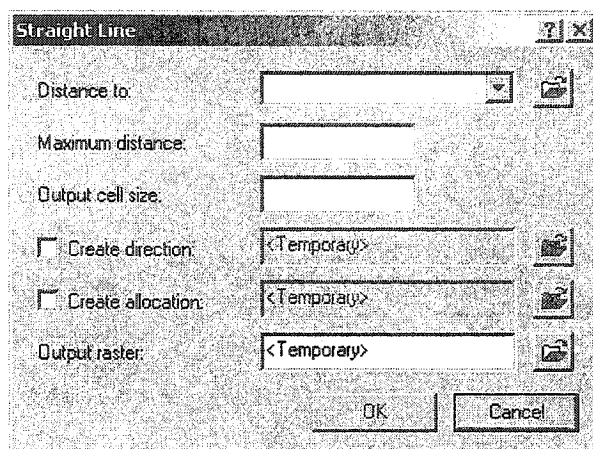 Straight Line
Distance to:
Maximum distance:
Output cell size:
Create direction: <Temporary>
Create allocation: <Temporary>
Output raster: <Temporary>
OK Cancel